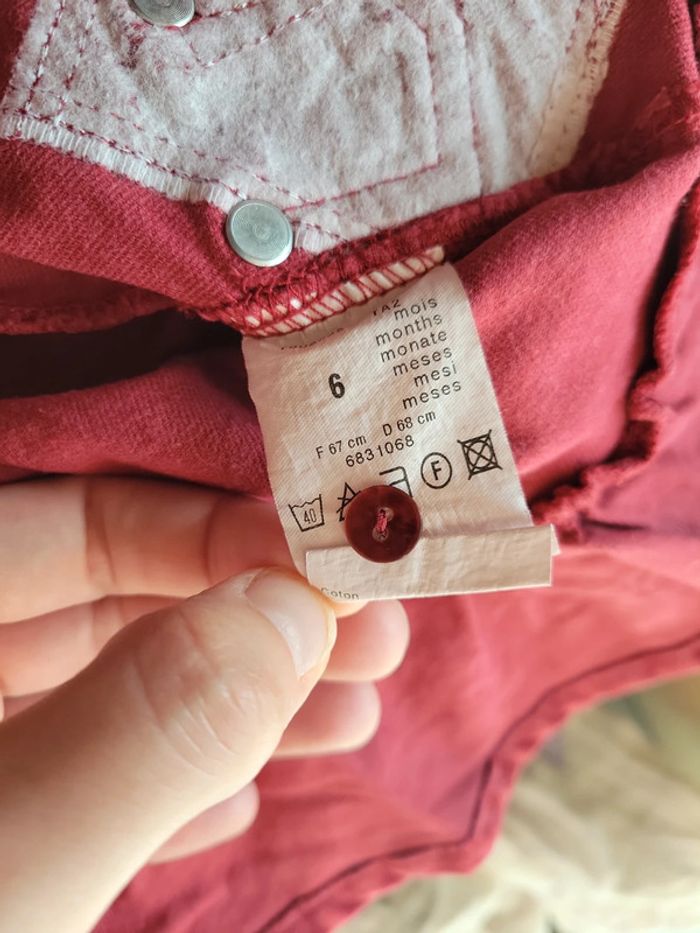 mois
months
monate
meses
6
mesi
meses
F 67 cm D 68 cm
6831068
40 F
Coton